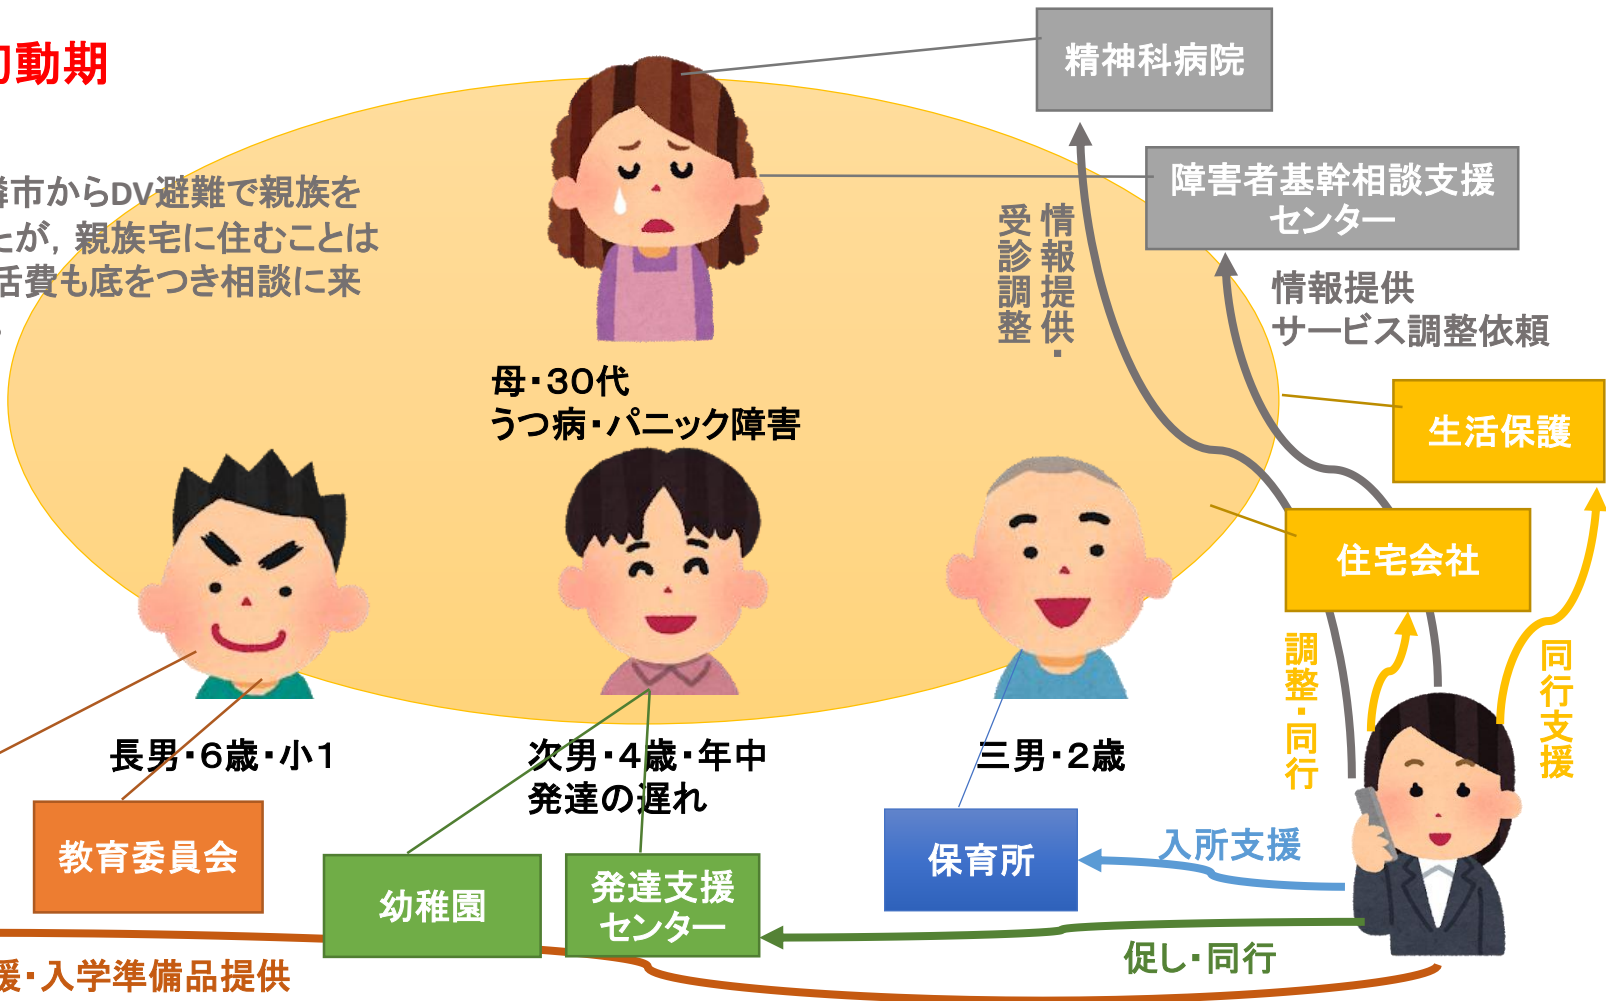 動期
精神科病院
市からDV避難で親族を
たが，親族宅に住むことは
活費も底をつき相談に来
障害者基幹相談支援
センター
情報提供・
受診調整
情報提供
サービス調整依頼
母・30代
うつ病・パニック障害
生活保護
住宅会社
調整・同行
同行支援
長男・6歳・小1
次男・4歳・年中
発達の遅れ
三男・2歳
教育委員会
幼稚園
発達支援
センター
保育所
入所支援
促し・同行
援・入学準備品提供